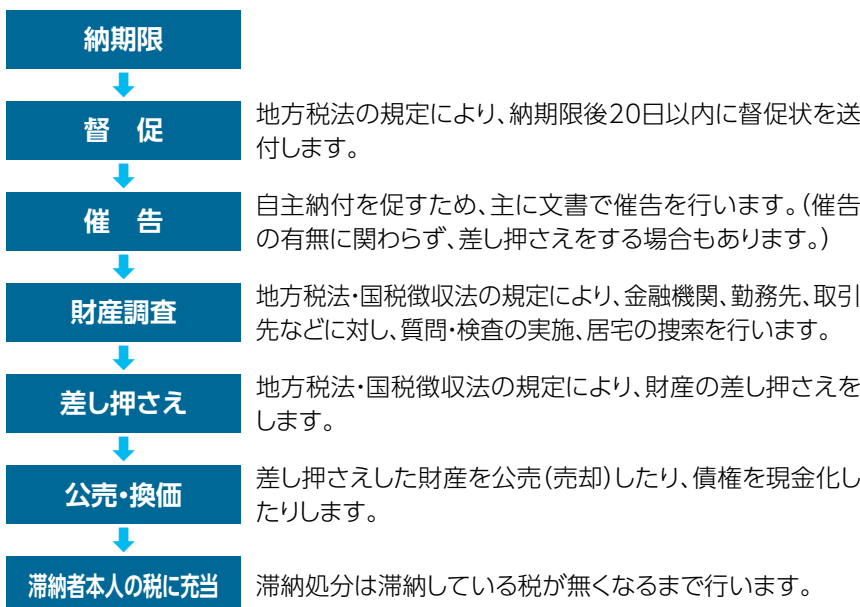 納期限
督　促
地方税法の規定により、納期限後20日以内に督促状を送
付します。
催　告
自主納付を促すため、主に文書で催告を行います。(催告
の有無に関わらず、差し押さえをする場合もあります。)
財産調査
地方税法・国税徴収法の規定により、金融機関、勤務先、取引
先などに対し、質問・検査の実施、居宅の捜索を行います。
差し押さえ
地方税法・国税徴収法の規定により、財産の差し押さえを
します。
公売・換価
差し押さえした財産を公売(売却)したり、債権を現金化し
たりします。
滞納者本人の税に充当
滞納処分は滞納している税が無くなるまで行います。